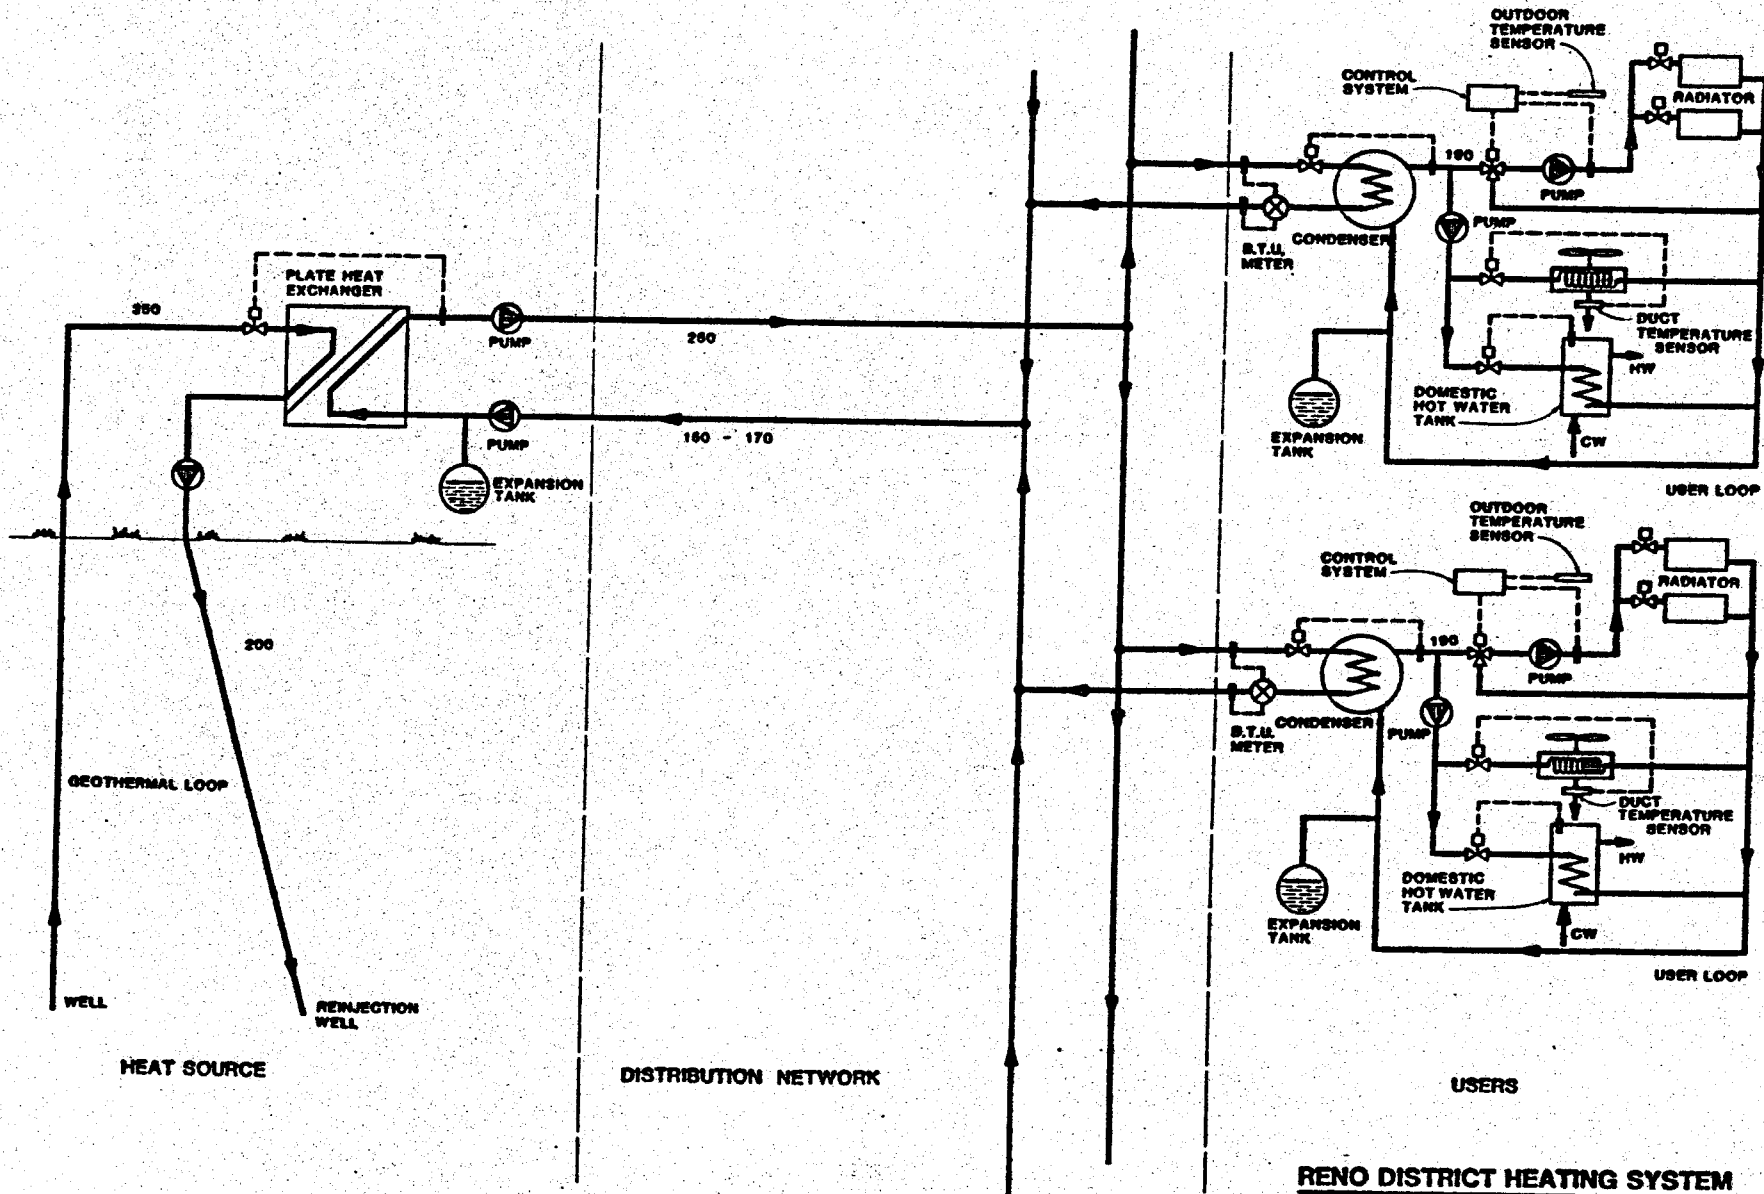 OUTDOOR
TEMPERATURE
SENSOR
CONTROL
SYSTEM
RADIATOR
190
PUMP
PUMP
CONDENSER
B.T.U.
METER
PLATE HEAT
EXCHANGER
350
PUMP
260
DUCT
TEMPERATURE
SENSOR
HW
DOMESTIC
HOT WATER
TANK
CW
EXPANSION
TANK
USER LOOP
PUMP
160 - 170
EXPANSION
TANK
OUTDOOR
TEMPERATURE
SENSOR
CONTROL
SYSTEM
RADIATOR
190
PUMP
PUMP
CONDENSER
B.T.U.
METER
200
GEOTHERMAL LOOP
DUCT
TEMPERATURE
SENSOR
HW
DOMESTIC
HOT WATER
TANK
CW
EXPANSION
TANK
USER LOOP
WELL
REINJECTION
WELL
HEAT SOURCE
DISTRIBUTION NETWORK
USERS
RENO DISTRICT HEATING SYSTEM